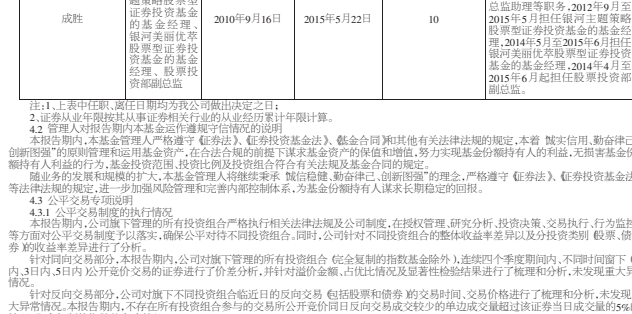 题策略股票型
证券投资基金
的基金经理、
银河美丽优萃
股票型证券投
资基金的基金
经理、股票投
资部副总监
成胜
2010年9月16日
2015年5月22日
10
总监助理等职务,2012年9月至
2015年5月担任银河主题策略
股票型证券投资基金的基金经
理,2014年5月至2015年6月担任
银河美丽优萃股票型证券投资
基金的基金经理,2014年4月至
2015年6月起担任股票投资部
副总监。
注:1、上表中任职、离任日期均为我公司做出决定之日;
2、证券从业年限按其从事证券相关行业的从业经历累计年限计算。
4.2 管理人对报告期内本基金运作遵规守信情况的说明
本报告期内,本基金管理人严格遵守《证券法》、《证券投资基金法》、《基金合同》和其他有关法律法规的规定,本着“诚实信用、勤奋律己、
创新图强”的原则管理和运用基金资产,在合法合规的前提下谋求基金资产的保值和增值,努力实现基金份额持有人的利益,无损害基金份
额持有人利益的行为,基金投资范围、投资比例及投资组合符合有关法规及基金合同的规定。
随业务的发展和规模的扩大,本基金管理人将继续秉承“诚信稳健、勤奋律己、创新图强”的理念,严格遵守《证券法》、《证券投资基金法》
等法律法规的规定,进一步加强风险管理和完善内部控制体系,为基金份额持有人谋求长期稳定的回报。
4.3 公平交易专项说明
4.3.1 公平交易制度的执行情况
本报告期内,公司旗下管理的所有投资组合严格执行相关法律法规及公司制度,在授权管理、研究分析、投资决策、交易执行、行为监控
等方面对公平交易制度予以落实,确保公平对待不同投资组合。同时,公司针对不同投资组合的整体收益率差异以及分投资类别(股票、债
券)的收益率差异进行了分析。
针对同向交易部分,本报告期内,公司对旗下管理的所有投资组合(完全复制的指数基金除外),连续四个季度期间内、不同时间窗下(
内、3日内、5日内)公开竞价交易的证券进行了价差分析,并针对溢价金额、占优比情况及显著性检验结果进行了梳理和分析,未发现重大异
情况。
针对反向交易部分,公司对旗下不同投资组合临近日的反向交易(包括股票和债券)的交易时间、交易价格进行了梳理和分析,未发现
大异常情况。本报告期内,不存在所有投资组合参与的交易所公开竞价同日反向交易成交较少的单边成交量超过该证券当日成交量的5%